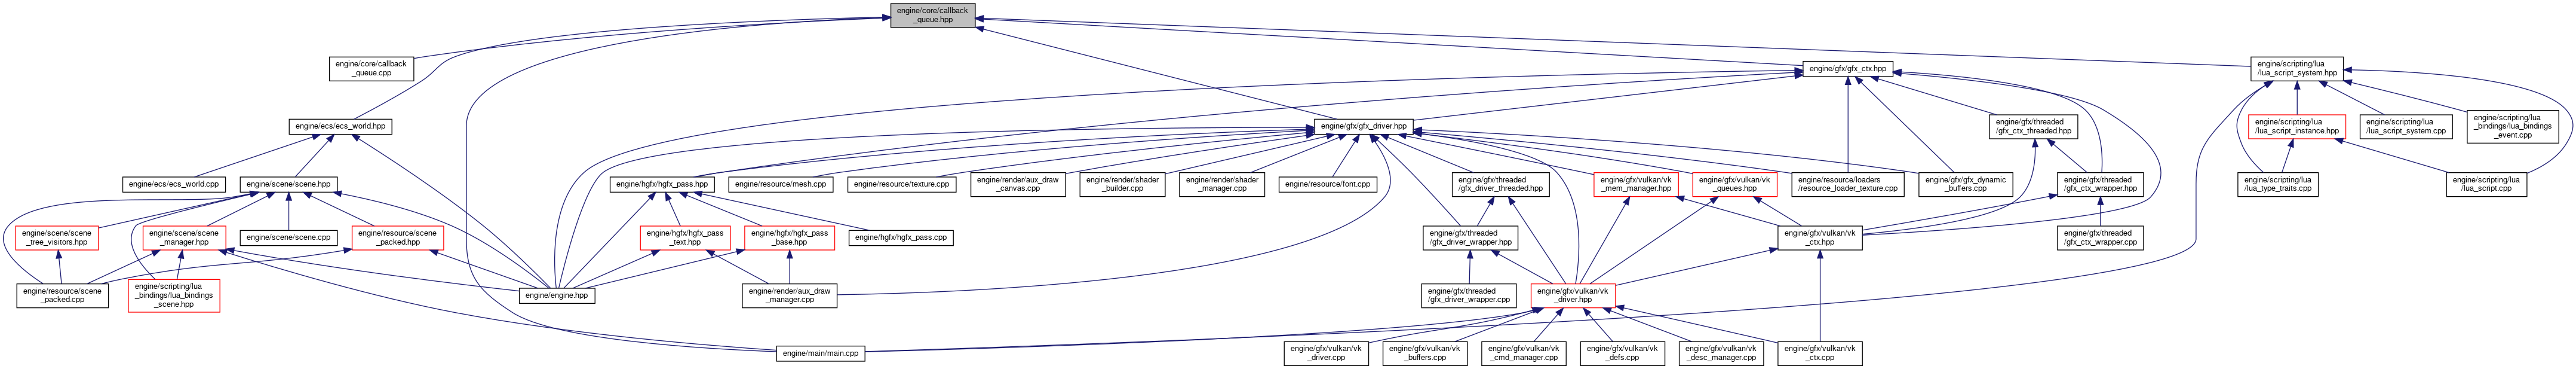 engine/core/callback
_queue.hpp
engine/core/callback
_queue.cpp
engine/gfx/gfx_ctx.hpp
engine/scripting/lua
/lua_script_system.hpp
engine/ecs/ecs_world.hpp
engine/gfx/gfx_driver.hpp
engine/gfx/threaded
/gfx_ctx_threaded.hpp
engine/scripting/lua
/lua_script_instance.hpp
engine/scripting/lua
/lua_script_system.cpp
engine/scripting/lua
_bindings/lua_bindings
_event.cpp
engine/ecs/ecs_world.cpp
engine/scene/scene.hpp
engine/hgfx/hgfx_pass.hpp
engine/resource/mesh.cpp
engine/resource/texture.cpp
engine/render/aux_draw
_canvas.cpp
engine/render/shader
_builder.cpp
engine/render/shader
_manager.cpp
engine/resource/font.cpp
engine/gfx/threaded
/gfx_driver_threaded.hpp
engine/gfx/vulkan/vk
_mem_manager.hpp
engine/gfx/vulkan/vk
_queues.hpp
engine/resource/loaders
/resource_loader_texture.cpp
engine/gfx/gfx_dynamic
_buffers.cpp
engine/gfx/threaded
/gfx_ctx_wrapper.hpp
engine/scripting/lua
/lua_type_traits.cpp
engine/scripting/lua
/lua_script.cpp
engine/scene/scene
_tree_visitors.hpp
engine/scene/scene
_manager.hpp
engine/scene/scene.cpp
engine/resource/scene
_packed.hpp
engine/hgfx/hgfx_pass
_text.hpp
engine/hgfx/hgfx_pass
_base.hpp
engine/hgfx/hgfx_pass.cpp
engine/gfx/threaded
/gfx_driver_wrapper.hpp
engine/gfx/vulkan/vk
_ctx.hpp
engine/gfx/threaded
/gfx_ctx_wrapper.cpp
engine/resource/scene
_packed.cpp
engine/scripting/lua
_bindings/lua_bindings
_scene.hpp
engine/engine.hpp
engine/render/aux_draw
_manager.cpp
engine/gfx/threaded
/gfx_driver_wrapper.cpp
engine/gfx/vulkan/vk
_driver.hpp
engine/main/main.cpp
engine/gfx/vulkan/vk
_driver.cpp
engine/gfx/vulkan/vk
_buffers.cpp
engine/gfx/vulkan/vk
_cmd_manager.cpp
engine/gfx/vulkan/vk
_defs.cpp
engine/gfx/vulkan/vk
_desc_manager.cpp
engine/gfx/vulkan/vk
_ctx.cpp